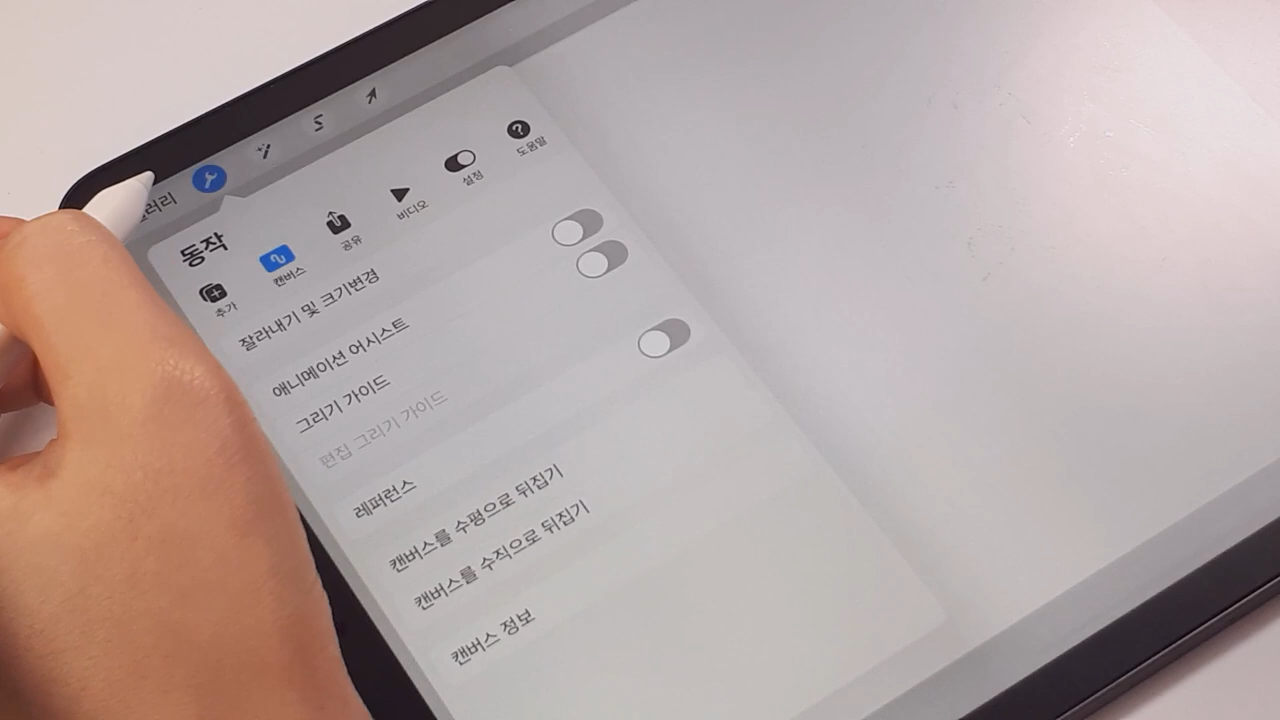 동작
추가
캔버스
공유
비디오
설정
도움말
잘라내기 및 크기변경
애니메이션 어시스트
그리기 가이드
편집 그리기 가이드
레퍼런스
캔버스를 수평으로 뒤집기
캔버스를 수직으로 뒤집기
캔버스 정보